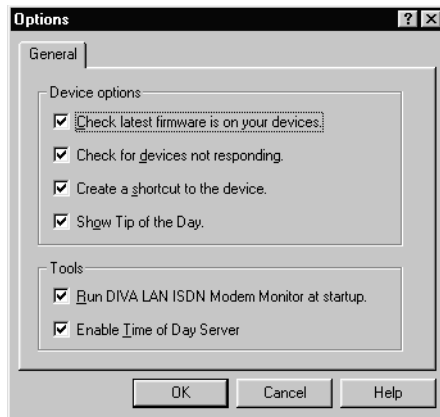 Options
General
Device options
Check latest firmware is on your devices.
Check for devices not responding.
Create a shortcut to the device.
Show Tip of the Day.
Tools
Run DIVA LAN ISDN Modem Monitor at startup.
Enable Time of Day Server
OK Cancel Help